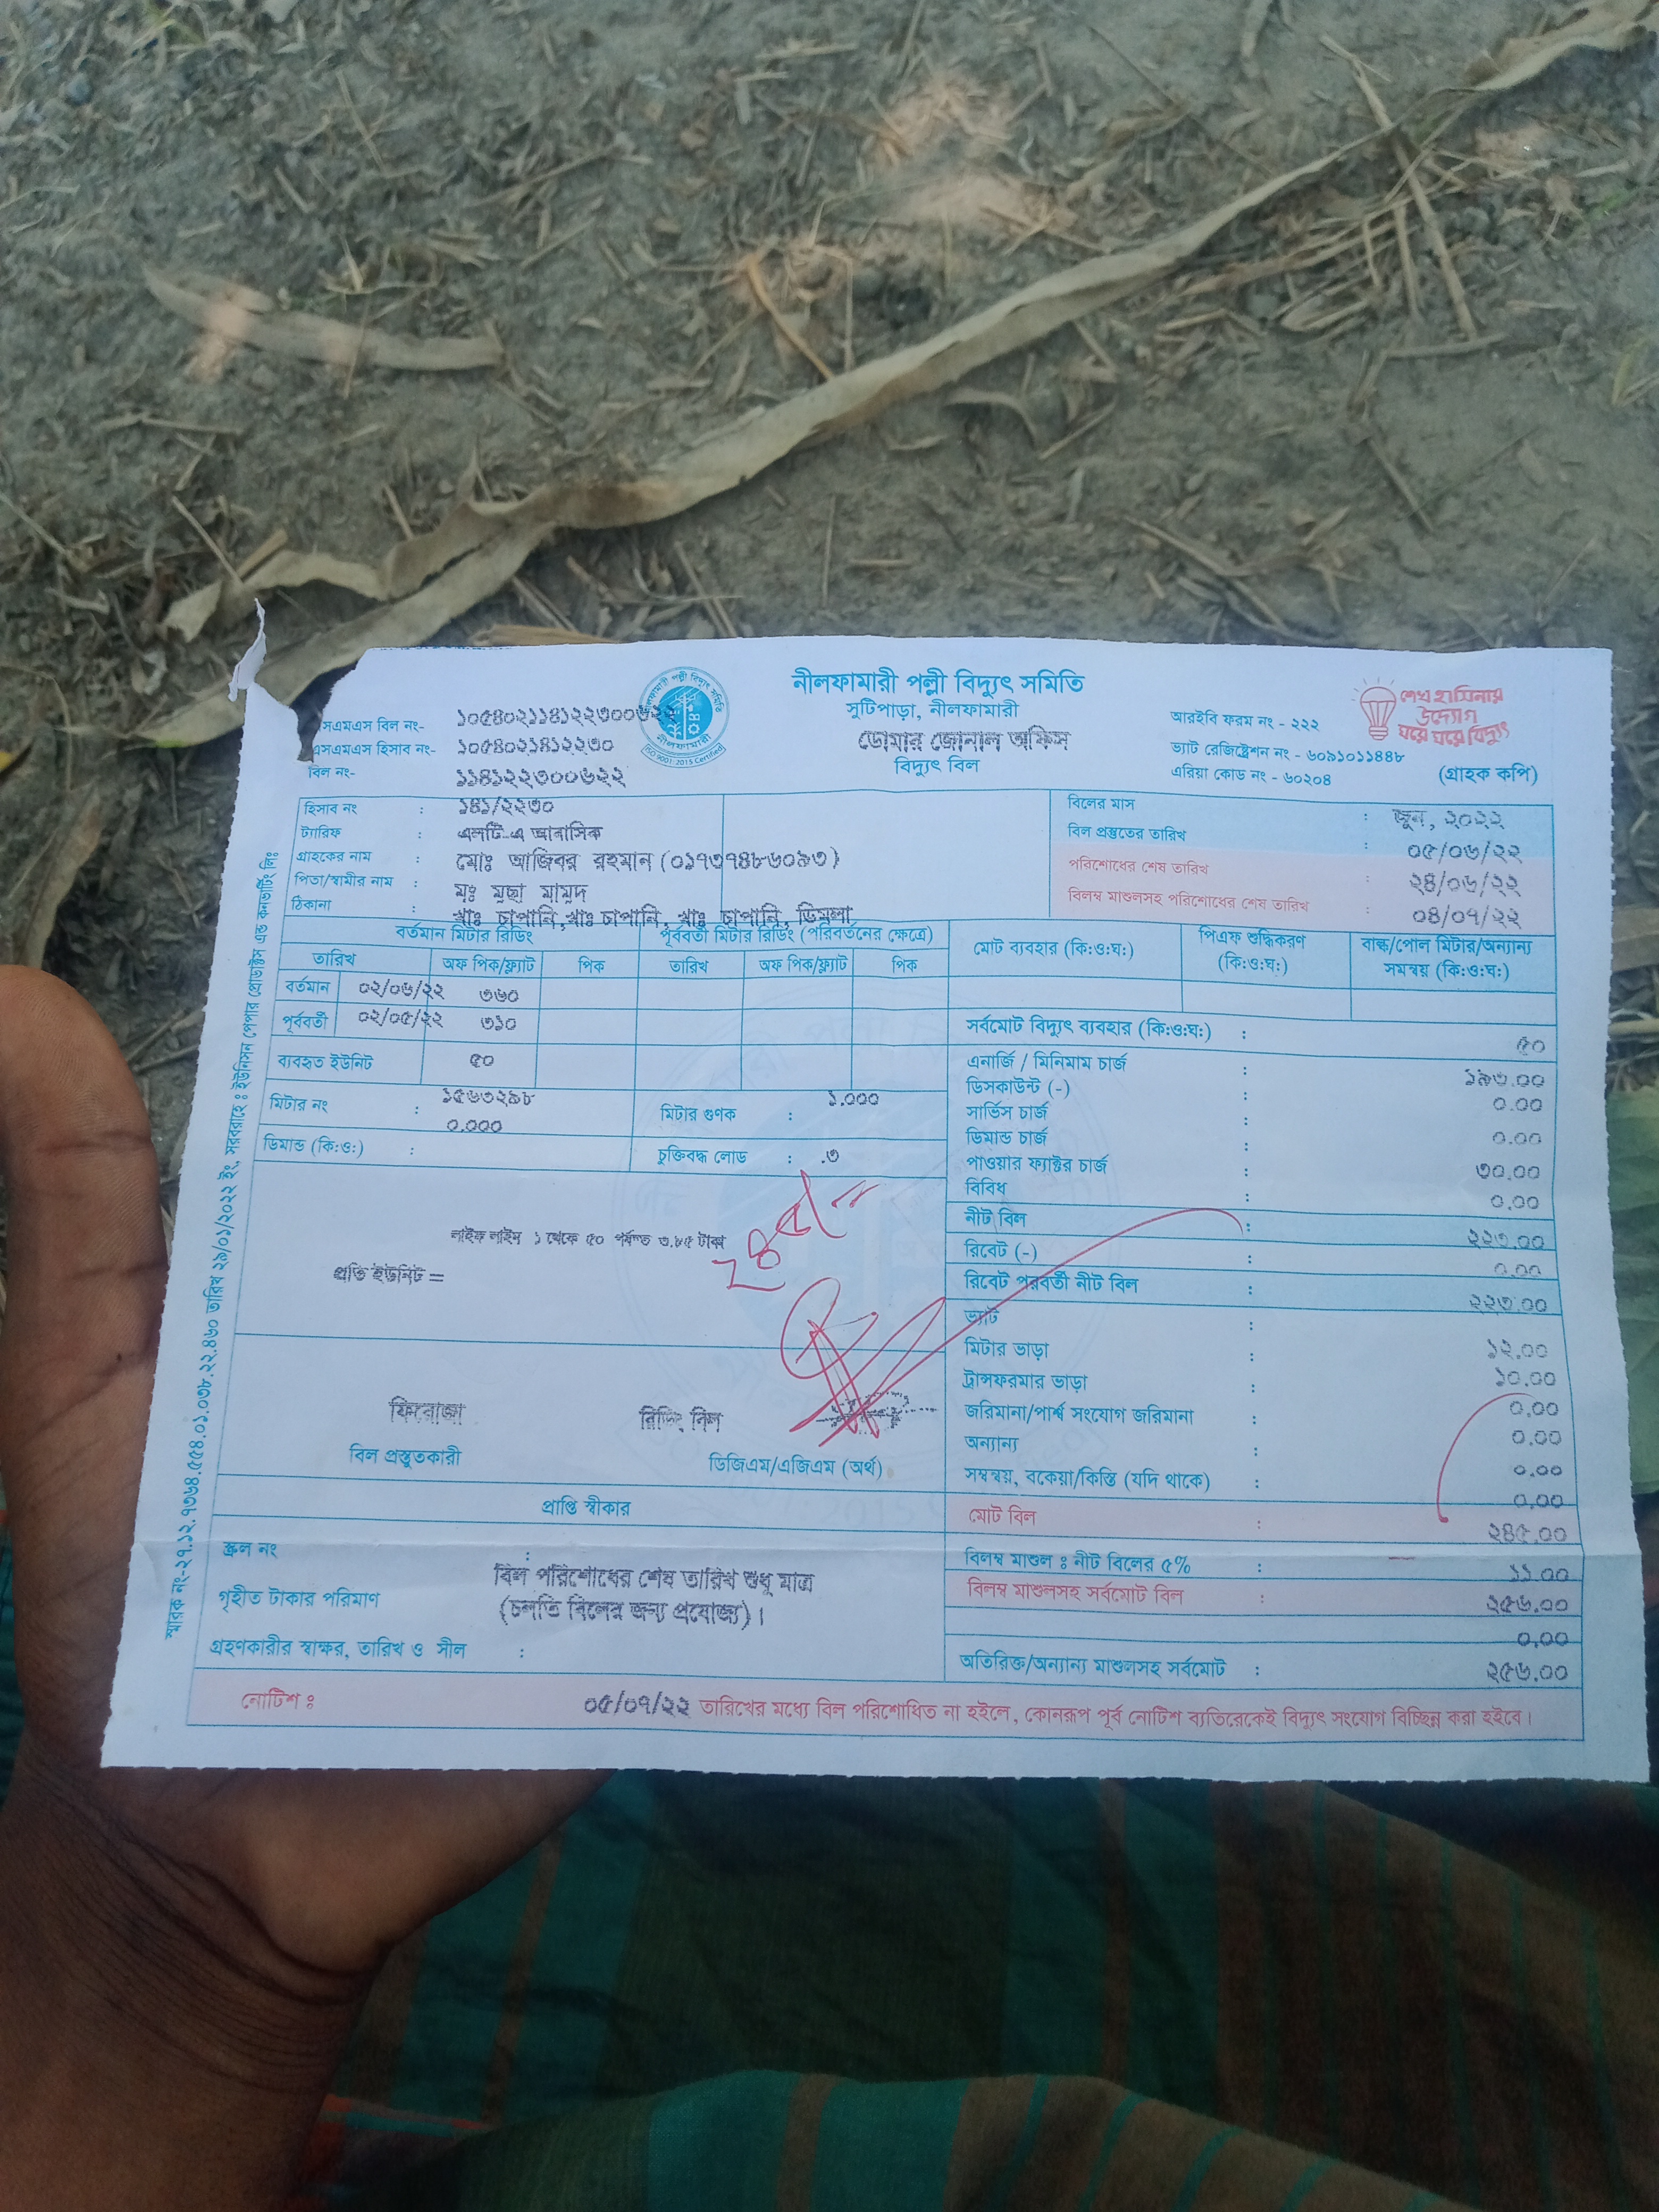 নীলফামারী পল্লী বিদ্যুৎ সমিতি
সুটিপাড়া, নীলফামারী
ডোমার জোনাল অফিস
বিদ্যুৎ বিল
নীলফামারী পল্লী বিদ্যুৎ সমিতি
নীলফামারী
ISO 9001:2015 Certified
এসএমএস বিল নং- ১০৫৪০২১১৪১২২৩০০৬২২
এসএমএস হিসাব নং- ১০৫৪০২১৪১২২৩০
বিল নং- ১১৪১২২৩০০৬২২
আরইবি ফরম নং - ২২২
ভ্যাট রেজিষ্ট্রেশন নং - ৬০৯১০১১৪৪৮
এরিয়া কোড নং - ৬০২০৪
শেখ হাসিনার
উদ্যোগ
ঘরে ঘরে বিদ্যুৎ
(গ্রাহক কপি)
হিসাব নং : ১৪১/২২৩০
ট্যারিফ : এলটি-এ আবাসিক
গ্রাহকের নাম : মোঃ আজিবর রহমান (০১৭৩৭৪৮৬০৯৩)
পিতা/স্বামীর নাম : মৃঃ মুছা মামুদ
ঠিকানা : খাঃ চাপানি,খাঃ চাপানি, খাঃ চাপানি, ডিমলা
বিলের মাস : জুন, ২০২২
বিল প্রস্তুতের তারিখ : ০৫/০৬/২২
পরিশোধের শেষ তারিখ : ২৪/০৬/২২
বিলম্ব মাশুলসহ পরিশোধের শেষ তারিখ : ০৪/০৭/২২
বর্তমান মিটার রিডিং পূর্ববর্তী মিটার রিডিং (পরিবর্তনের ক্ষেত্রে)
তারিখ অফ পিক/ফ্ল্যাট পিক তারিখ অফ পিক/ফ্ল্যাট পিক
বর্তমান ০২/০৬/২২ ৩৬০
পূর্ববর্তী ০২/০৫/২২ ৩১০
ব্যবহৃত ইউনিট ৫০
মিটার নং : ১৫৬৩২৯৮ মিটার গুণক : ১.০০০
০.০০০
ডিমান্ড (কি:ও:) : চুক্তিবদ্ধ লোড : .৩
লাইফ লাইম ১ থেকে ৫০ পর্যন্ত ৩.৮৫ টাকা
প্রতি ইউনিট =
ফিরোজা রিডিং বিল
বিল প্রস্তুতকারী ডিজিএম/এজিএম (অর্থ)
প্রাপ্তি স্বীকার
স্ক্রল নং :
গৃহীত টাকার পরিমাণ
বিল পরিশোধের শেষ তারিখ শুধু মাত্র
(চলতি বিলের জন্য প্রযোজ্য)।
গ্রহণকারীর স্বাক্ষর, তারিখ ও সীল :
মোট ব্যবহার (কি:ও:ঘ:) পিএফ শুদ্ধিকরণ (কি:ও:ঘ:) বাল্ক/পোল মিটার/অন্যান্য সমন্বয় (কি:ও:ঘ:)
সর্বমোট বিদ্যুৎ ব্যবহার (কি:ও:ঘ:) : ৫০
এনার্জি / মিনিমাম চার্জ : ১৯৩.০০
ডিসকাউন্ট (-) : ০.০০
সার্ভিস চার্জ : ০.০০
ডিমান্ড চার্জ : ৩০.০০
পাওয়ার ফ্যাক্টর চার্জ : ০.০০
বিবিধ :
নীট বিল : ২২৩.০০
রিবেট (-) : ০.০০
রিবেট পরবর্তী নীট বিল : ২২৩.০০
ভ্যাট : ১২.০০
মিটার ভাড়া : ১০.০০
ট্রান্সফরমার ভাড়া : ০.০০
জরিমানা/পার্শ্ব সংযোগ জরিমানা : ০.০০
অন্যান্য : ০.০০
সমন্বয়, বকেয়া/কিস্তি (যদি থাকে) : ০.০০
মোট বিল : ২৪৫.০০
বিলম্ব মাশুল : নীট বিলের ৫% : ১১.০০
বিলম্ব মাশুলসহ সর্বমোট বিল : ২৫৬.০০
০.০০
অতিরিক্ত/অন্যান্য মাশুলসহ সর্বমোট : ২৫৬.০০
নোটিশ : ০৫/০৭/২২ তারিখের মধ্যে বিল পরিশোধিত না হইলে, কোনরূপ পূর্ব নোটিশ ব্যতিরেকেই বিদ্যুৎ সংযোগ বিচ্ছিন্ন করা হইবে।
স্মারক নং-২৭.১২.৭৩৬৪.৫৫৪.০১.০৩৮.২২.৪৬০ তারিখ ২৯/০১/২০২২ ইং, সরবরাহে : ইউনিসন পেপার প্রোডাক্টস এন্ড কনভার্টিং লিঃ